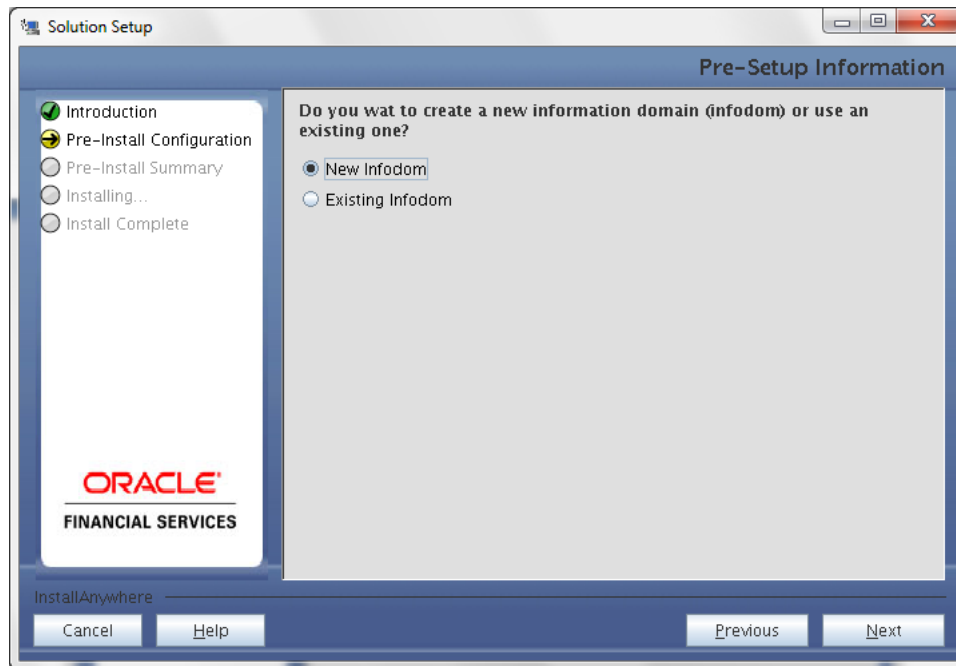 Solution Setup
Pre-Setup Information
Introduction
Pre-Install Configuration
Pre-Install Summary
Installing...
Install Complete
ORACLE®
FINANCIAL SERVICES
Do you wat to create a new information domain (infodom) or use an
existing one?
New Infodom
Existing Infodom
InstallAnywhere
Cancel
Help
Previous
Next